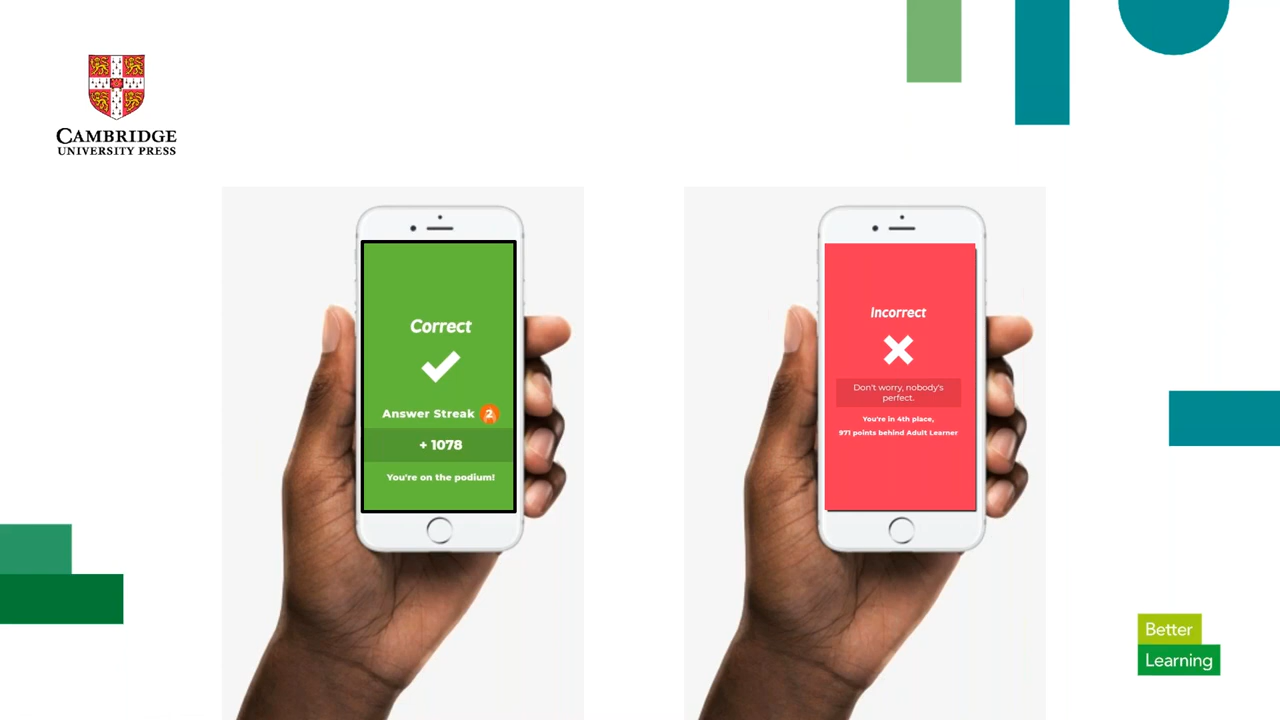 CAMBRIDGE
UNIVERSITY PRESS
Correct
Answer Streak 2
+ 1078
You're on the podium!
Incorrect
Don't worry, nobody's
perfect.
You're in 4th place,
971 points behind Adult Learner
Better
Learning